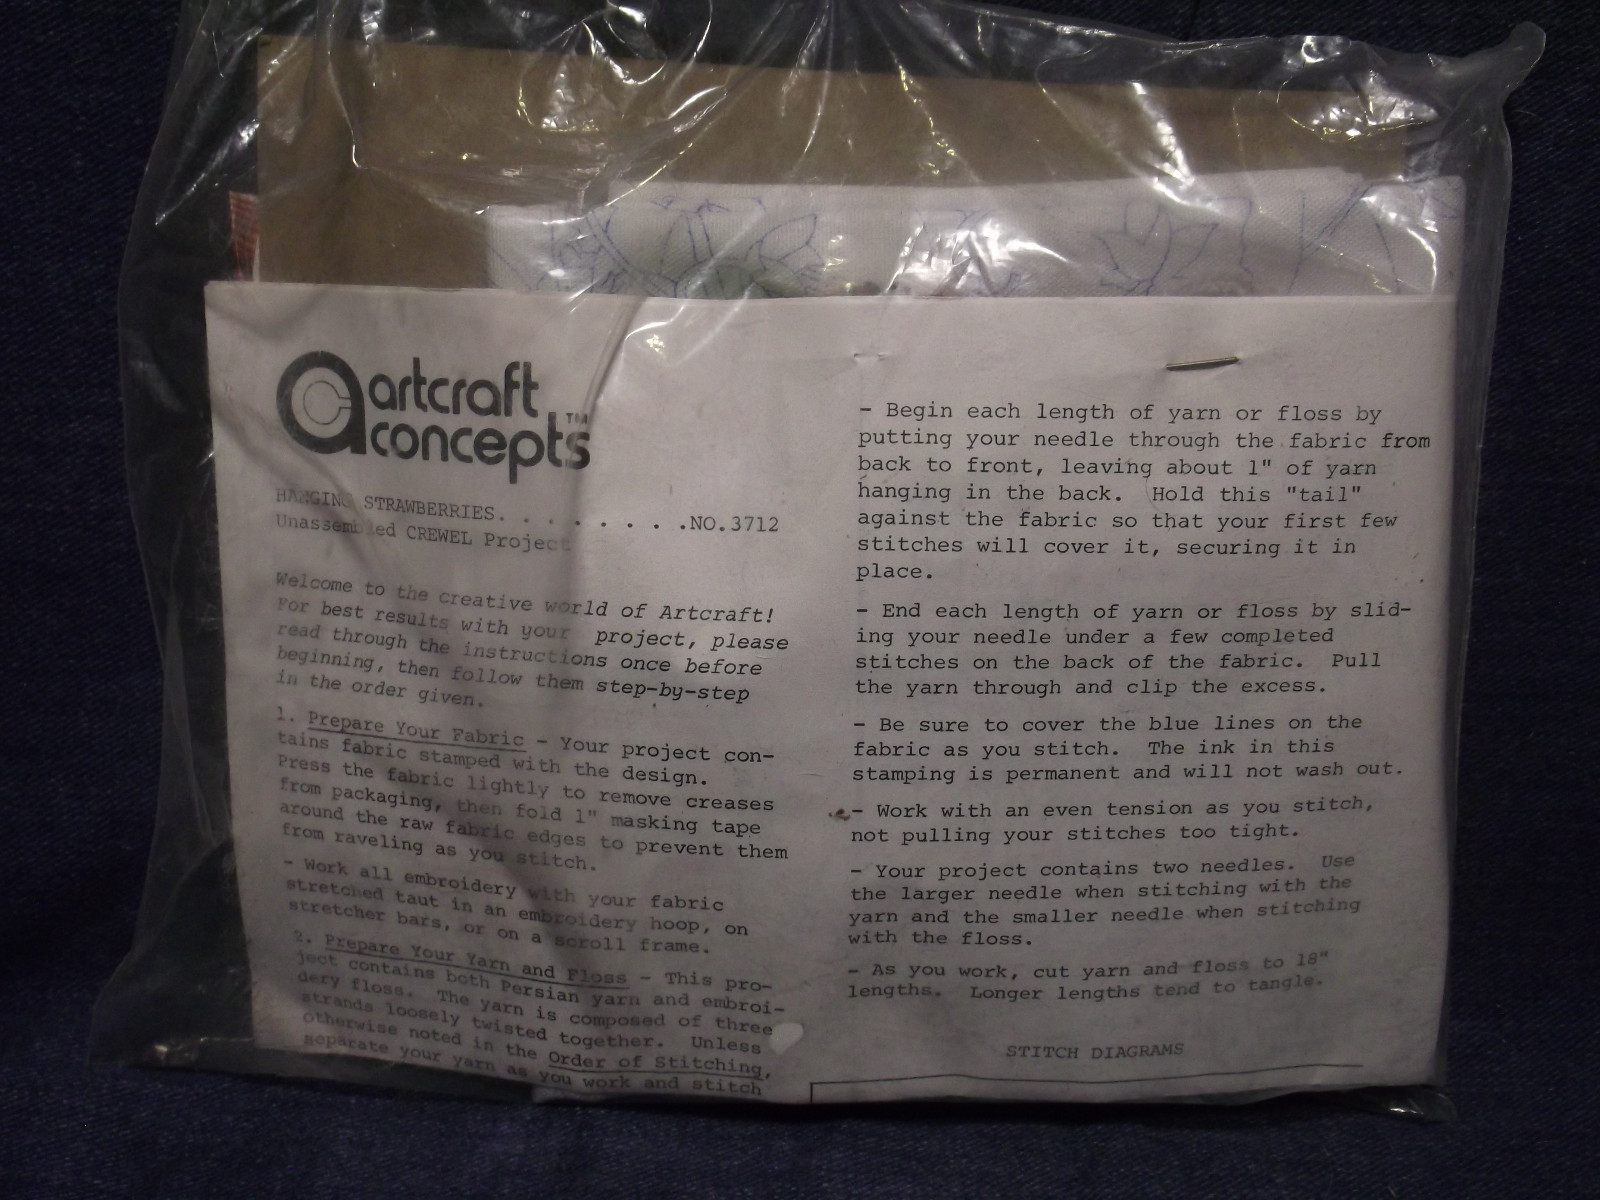 artcraft
concepts™
HANGING STRAWBERRIES. . . . . . . .NO.3712
Unassembled CREWEL Project
Welcome to the creative world of Artcraft!
For best results with your project, please
read through the instructions once before
beginning, then follow them step-by-step
in the order given.
1. Prepare Your Fabric - Your project con-
tains fabric stamped with the design.
Press the fabric lightly to remove creases
from packaging, then fold 1" masking tape
around the raw fabric edges to prevent them
from raveling as you stitch.
- Work all embroidery with your fabric
stretched taut in an embroidery hoop, on
stretcher bars, or on a scroll frame.
2. Prepare Your Yarn and Floss - This pro-
ject contains both Persian yarn and embroi-
dery floss. The yarn is composed of three
strands loosely twisted together. Unless
otherwise noted in the Order of Stitching,
separate your yarn as you work and stitch
- Begin each length of yarn or floss by
putting your needle through the fabric from
back to front, leaving about 1" of yarn
hanging in the back. Hold this "tail"
against the fabric so that your first few
stitches will cover it, securing it in
place.
- End each length of yarn or floss by slid-
ing your needle under a few completed
stitches on the back of the fabric. Pull
the yarn through and clip the excess.
- Be sure to cover the blue lines on the
fabric as you stitch. The ink in this
stamping is permanent and will not wash out.
- Work with an even tension as you stitch,
not pulling your stitches too tight.
- Your project contains two needles. Use
the larger needle when stitching with the
yarn and the smaller needle when stitching
with the floss.
- As you work, cut yarn and floss to 18"
lengths. Longer lengths tend to tangle.
STITCH DIAGRAMS